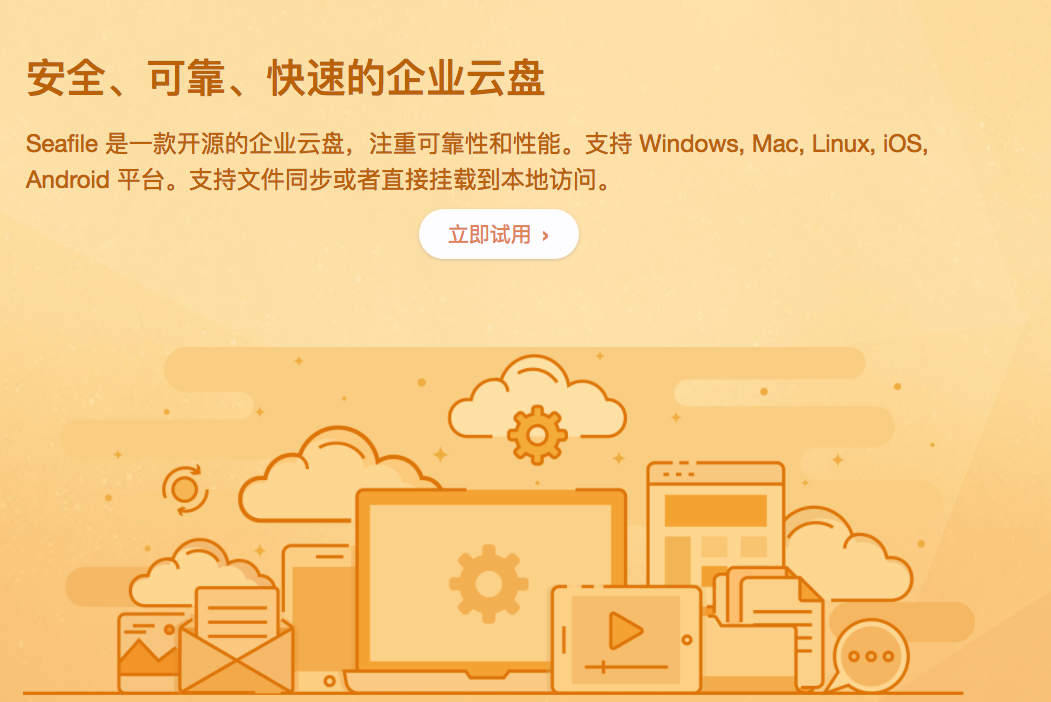 安全、可靠、快速的企业云盘
Seafile 是一款开源的企业云盘，注重可靠性和性能。支持 Windows, Mac, Linux, iOS,
Android 平台。支持文件同步或者直接挂载到本地访问。
立即试用 ›